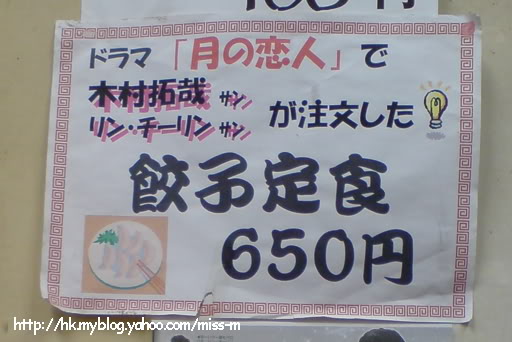 ドラマ「月の恋人」で
木村拓哉サン
リン・チーリンサン
が注文した
餃子定食
650円
http://hk.myblog.yahoo.com/miss-m